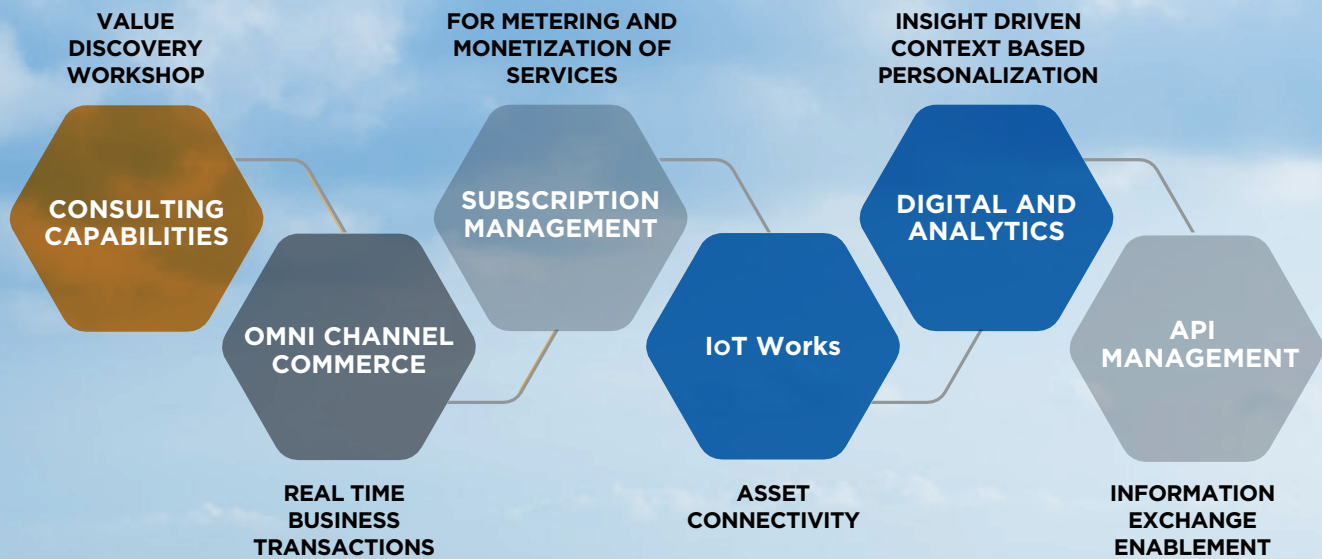 VALUE
DISCOVERY
WORKSHOP
CONSULTING
CAPABILITIES
OMNI CHANNEL
COMMERCE
REAL TIME
BUSINESS
TRANSACTIONS
FOR METERING AND
MONETIZATION OF
SERVICES
SUBSCRIPTION
MANAGEMENT
IoT Works
ASSET
CONNECTIVITY
INSIGHT DRIVEN
CONTEXT BASED
PERSONALIZATION
DIGITAL AND
ANALYTICS
API
MANAGEMENT
INFORMATION
EXCHANGE
ENABLEMENT